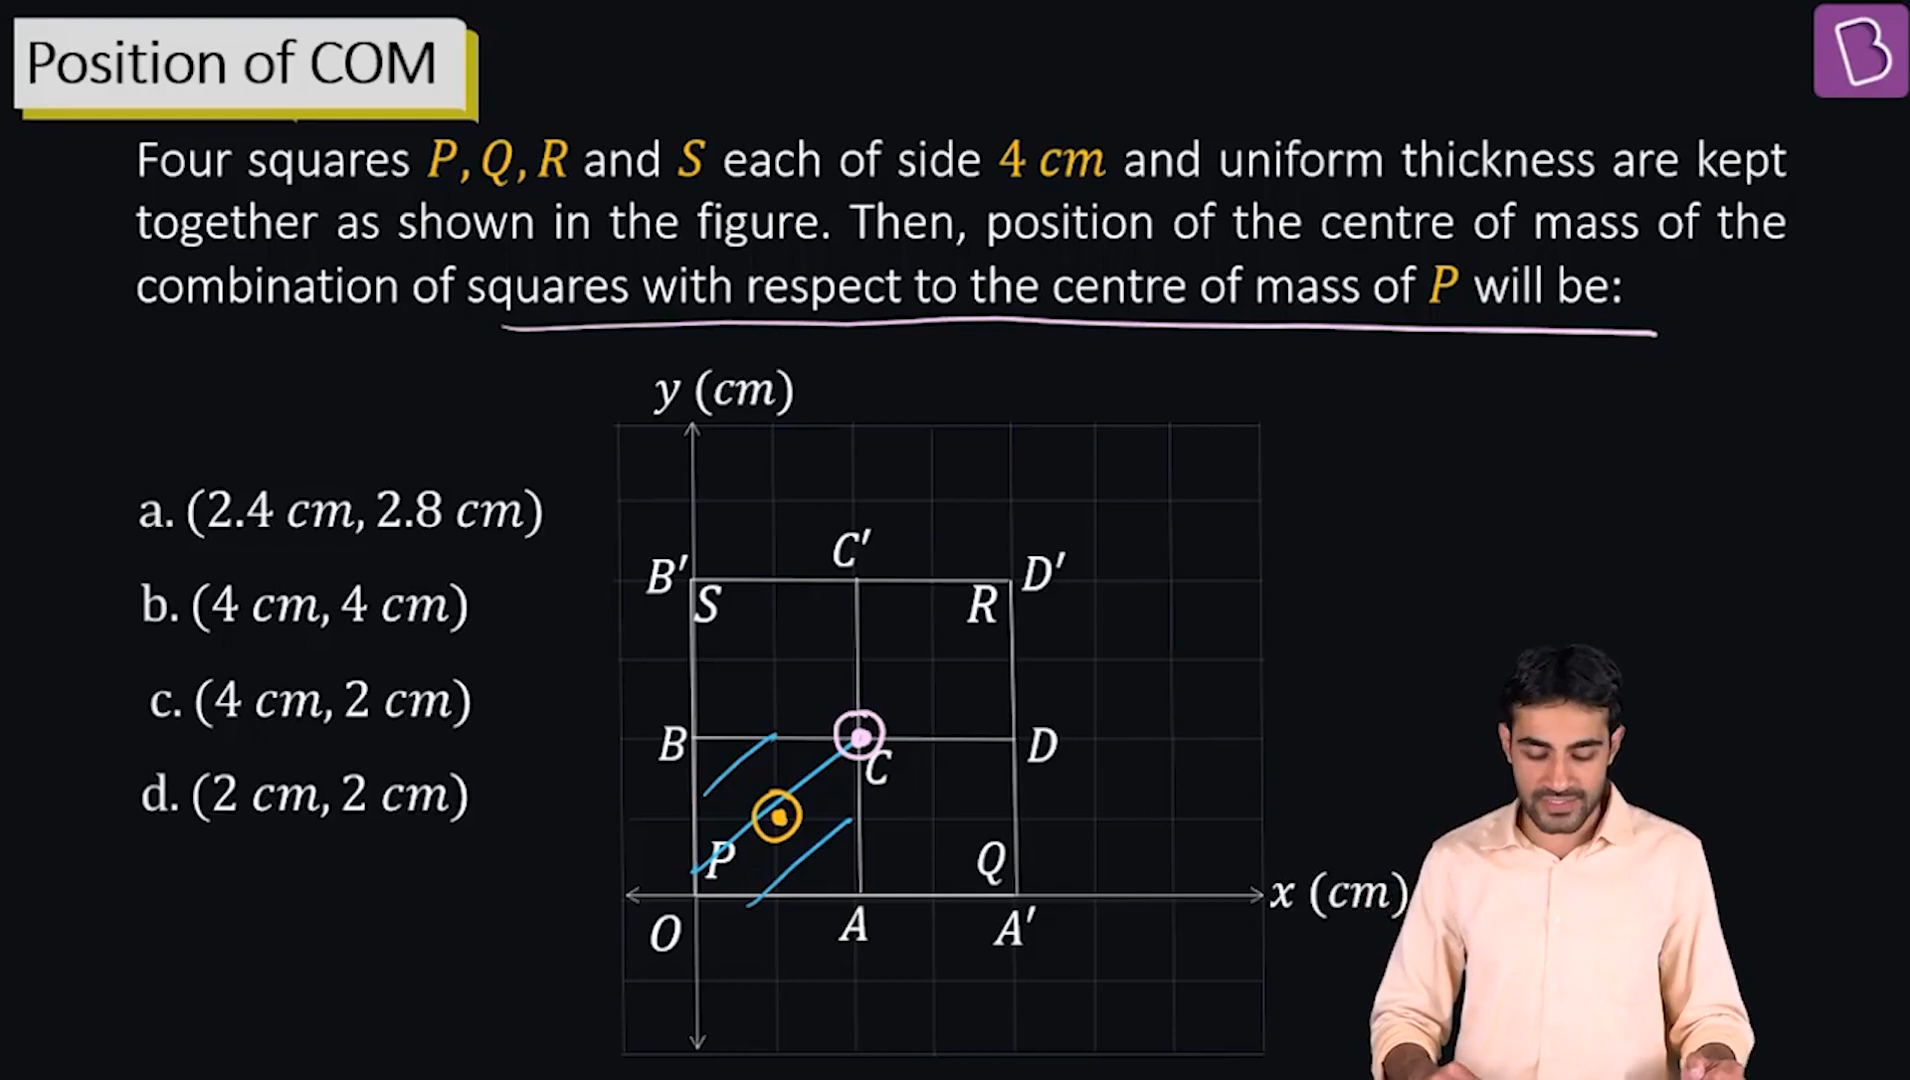 Position of COM
B
Four squares P, Q, R and S each of side 4 cm and uniform thickness are kept
together as shown in the figure. Then, position of the centre of mass of the
combination of squares with respect to the centre of mass of P will be:
y (cm)
a. (2.4 cm, 2.8 cm)
b. (4 cm, 4 cm)
c. (4 cm, 2 cm)
d. (2 cm, 2 cm)
B′ C′ D′
S R
B C D
P Q
x (cm)
O A A′